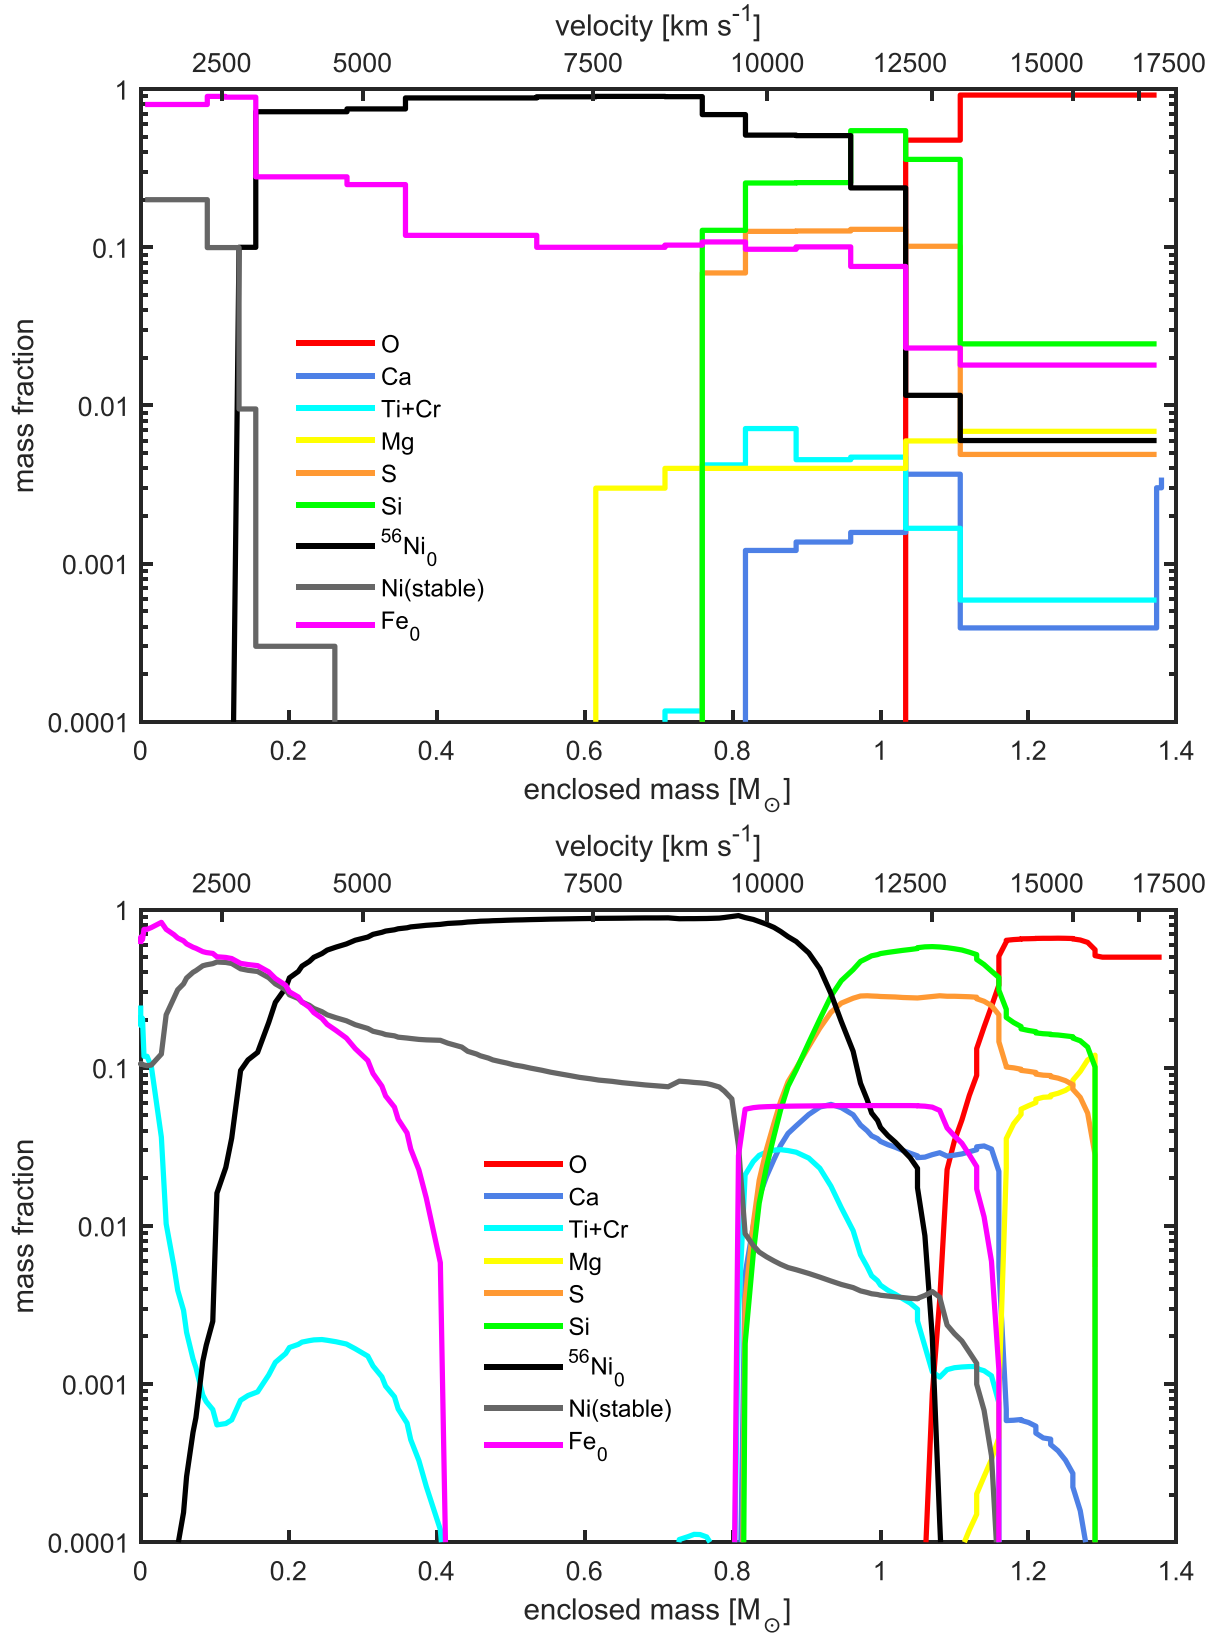 velocity [km s-1]
2500 5000 7500 10000 12500 15000 17500
1
0.1
0.01
0.001
0.0001
mass fraction
O
Ca
Ti+Cr
Mg
S
Si
56Ni0
Ni(stable)
Fe0
0 0.2 0.4 0.6 0.8 1 1.2 1.4
enclosed mass [M⊙]
velocity [km s-1]
2500 5000 7500 10000 12500 15000 17500
1
0.1
0.01
0.001
0.0001
mass fraction
O
Ca
Ti+Cr
Mg
S
Si
56Ni0
Ni(stable)
Fe0
0 0.2 0.4 0.6 0.8 1 1.2 1.4
enclosed mass [M⊙]